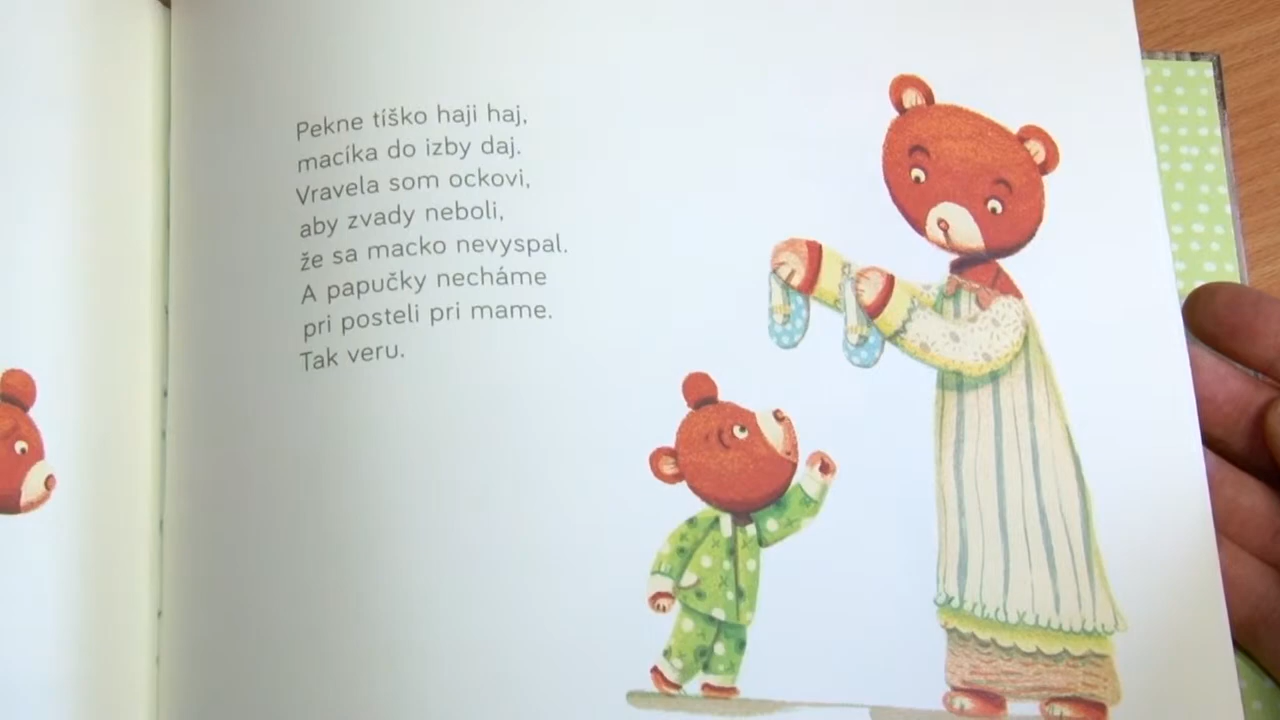 Pekne tíško haji haj,
macíka do izby daj.
Vravela som ockovi,
aby zvady neboli,
že sa macko nevyspal.
A papučky necháme
pri posteli pri mame.
Tak veru.